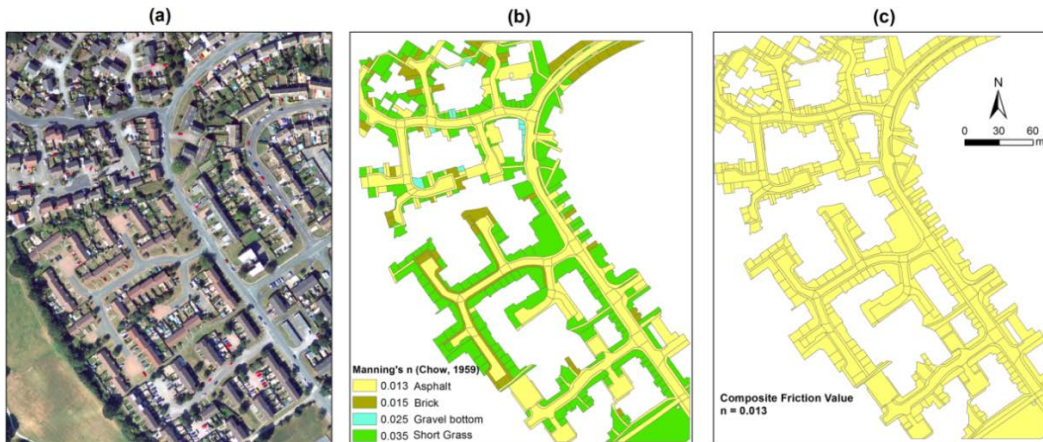 (a)
(b)
(c)
N
0 30 60
m
Manning's n (Chow, 1959)
0.013 Asphalt
0.015 Brick
0.025 Gravel bottom
0.035 Short Grass
Composite Friction Value
n = 0.013